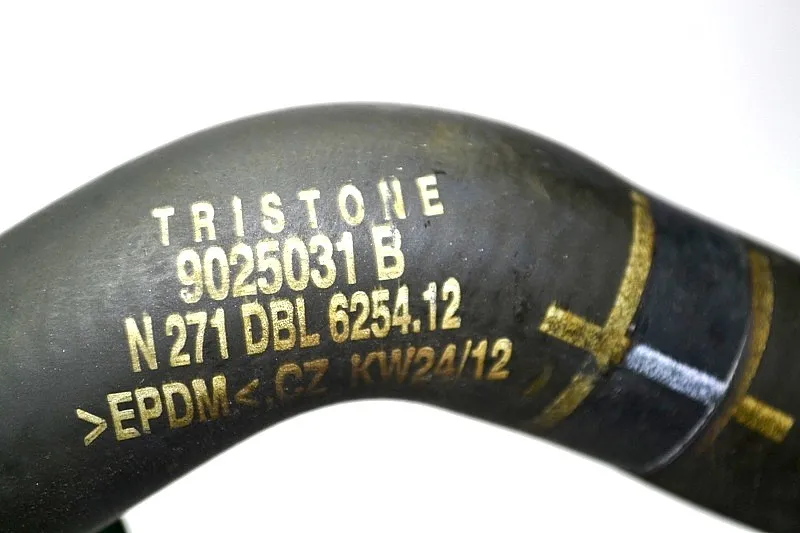 TRISTONE
9025031 B
N 271 DBL 6254.12
>EPDM<.CZ KW24/12